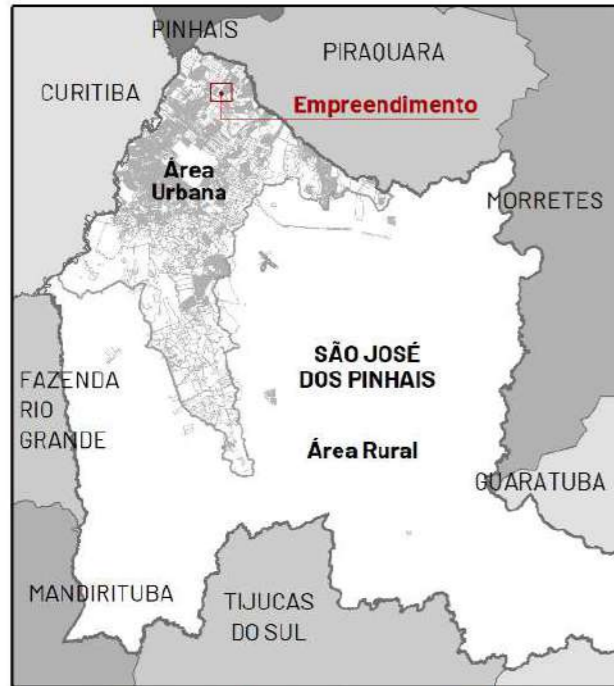 PINHAIS
PIRAQUARA
CURITIBA
Empreendimento
Área
Urbana
MORRETES
SÃO JOSÉ
DOS PINHAIS
FAZENDA
RIO
GRANDE
Área Rural
GUARATUBA
MANDIRITUBA
TIJUCAS
DO SUL